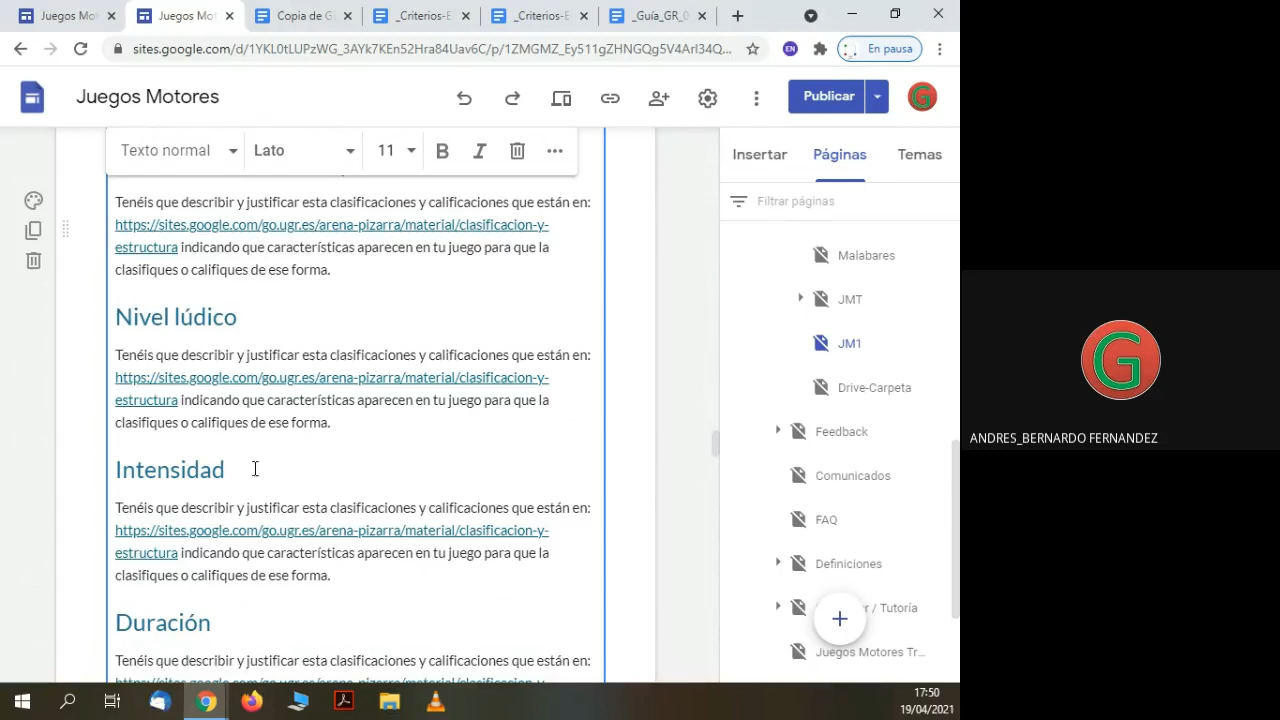 Juegos Mo
Juegos Mo
Copia de G
_Criterios-E
_Criterios-E
_Guía_GR_0
sites.google.com/d/1YKL0tLUPzWG_3AYk7KEn52Hra84Uav6C/p/1ZMGMZ_Ey511gZHNGQg5V4ArI34Q...
EN
En pausa
Juegos Motores
Publicar
G
Texto normal
Lato
11
B
I
Insertar
Páginas
Temas
Filtrar páginas
Tenéis que describir y justificar esta clasificaciones y calificaciones que están en:
https://sites.google.com/go.ugr.es/arena-pizarra/material/clasificacion-y-
estructura indicando que características aparecen en tu juego para que la
clasifiques o califiques de ese forma.
Nivel lúdico
Tenéis que describir y justificar esta clasificaciones y calificaciones que están en:
https://sites.google.com/go.ugr.es/arena-pizarra/material/clasificacion-y-
estructura indicando que características aparecen en tu juego para que la
clasifiques o califiques de ese forma.
Intensidad
Tenéis que describir y justificar esta clasificaciones y calificaciones que están en:
https://sites.google.com/go.ugr.es/arena-pizarra/material/clasificacion-y-
estructura indicando que características aparecen en tu juego para que la
clasifiques o califiques de ese forma.
Duración
Tenéis que describir y justificar esta clasificaciones y calificaciones que están en:
Malabares
JMT
JM1
Drive-Carpeta
Feedback
Comunicados
FAQ
Definiciones
r / Tutoría
Juegos Motores Tr...
G
ANDRES_BERNARDO FERNANDEZ
17:50
19/04/2021